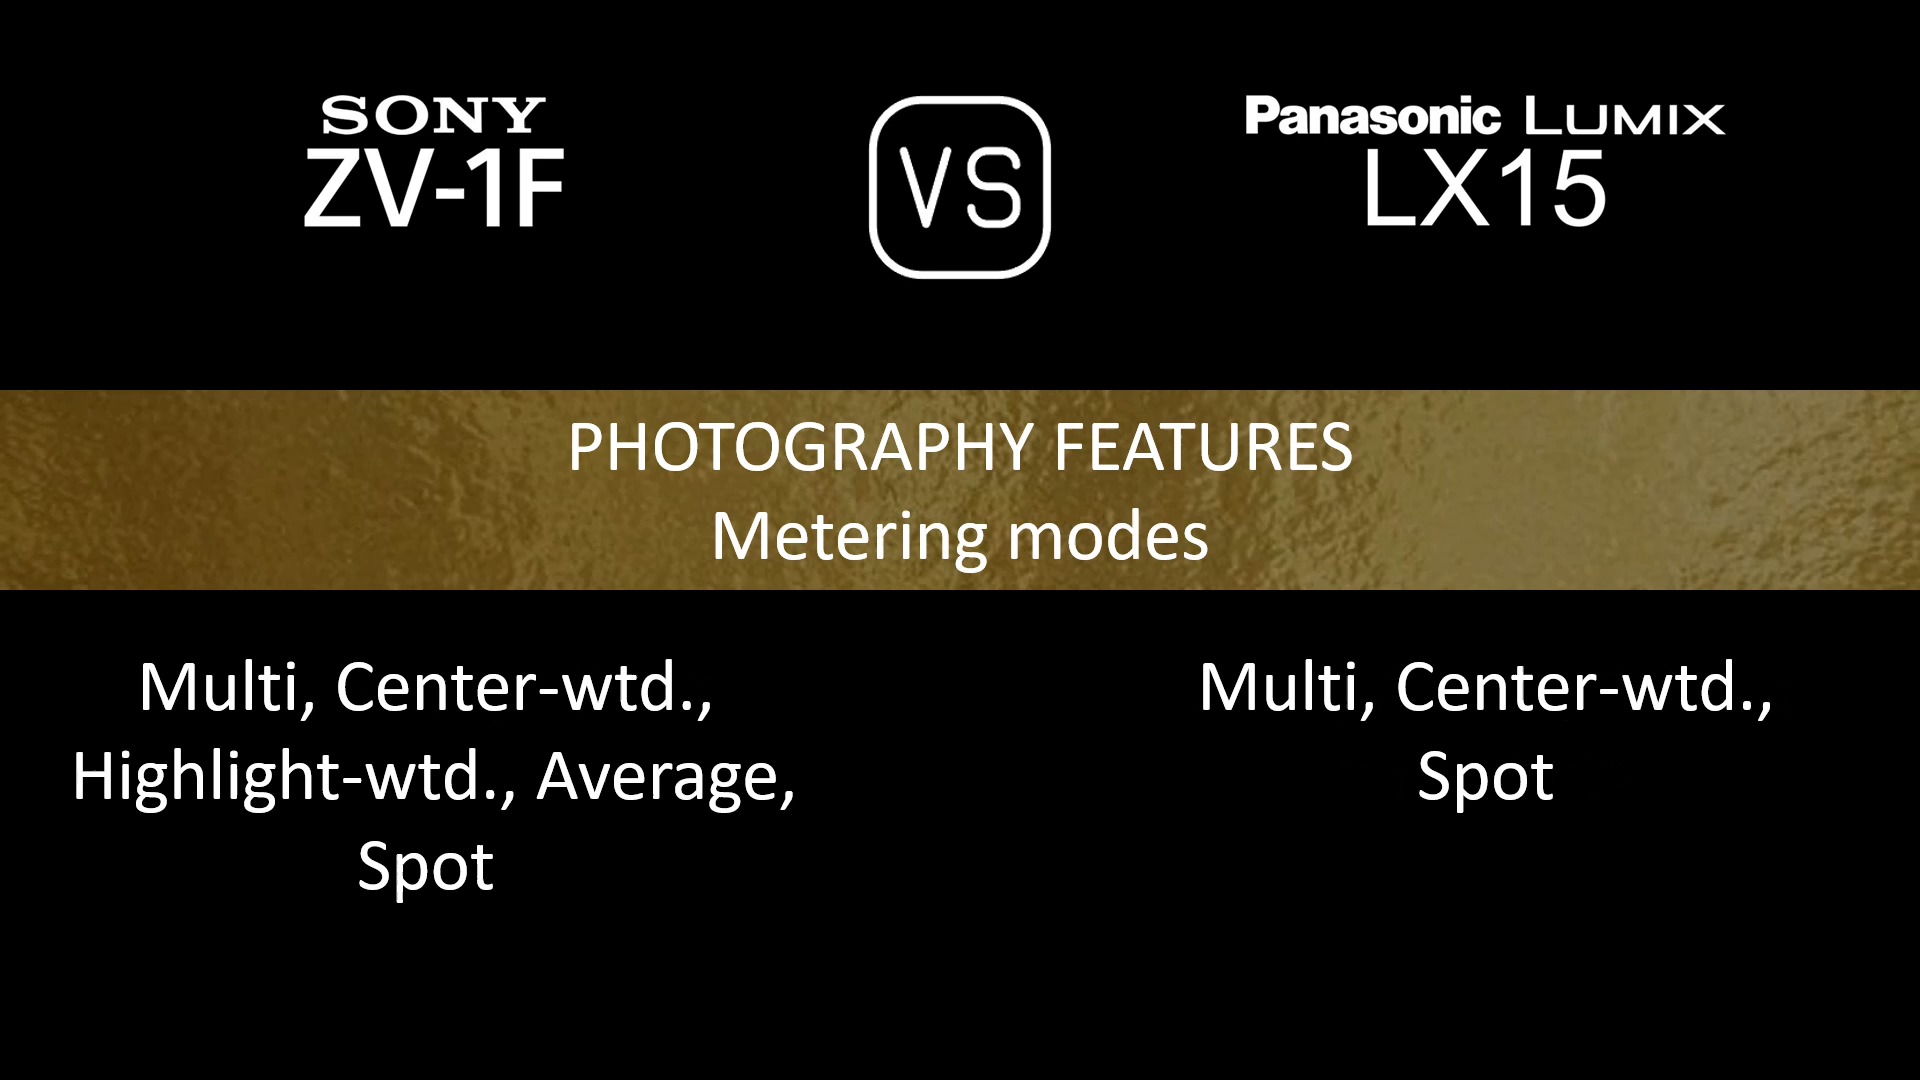 SONY
ZV-1F
VS
Panasonic LUMIX
LX15
PHOTOGRAPHY FEATURES
Metering modes
Multi, Center-wtd.,
Highlight-wtd., Average,
Spot
Multi, Center-wtd.,
Spot